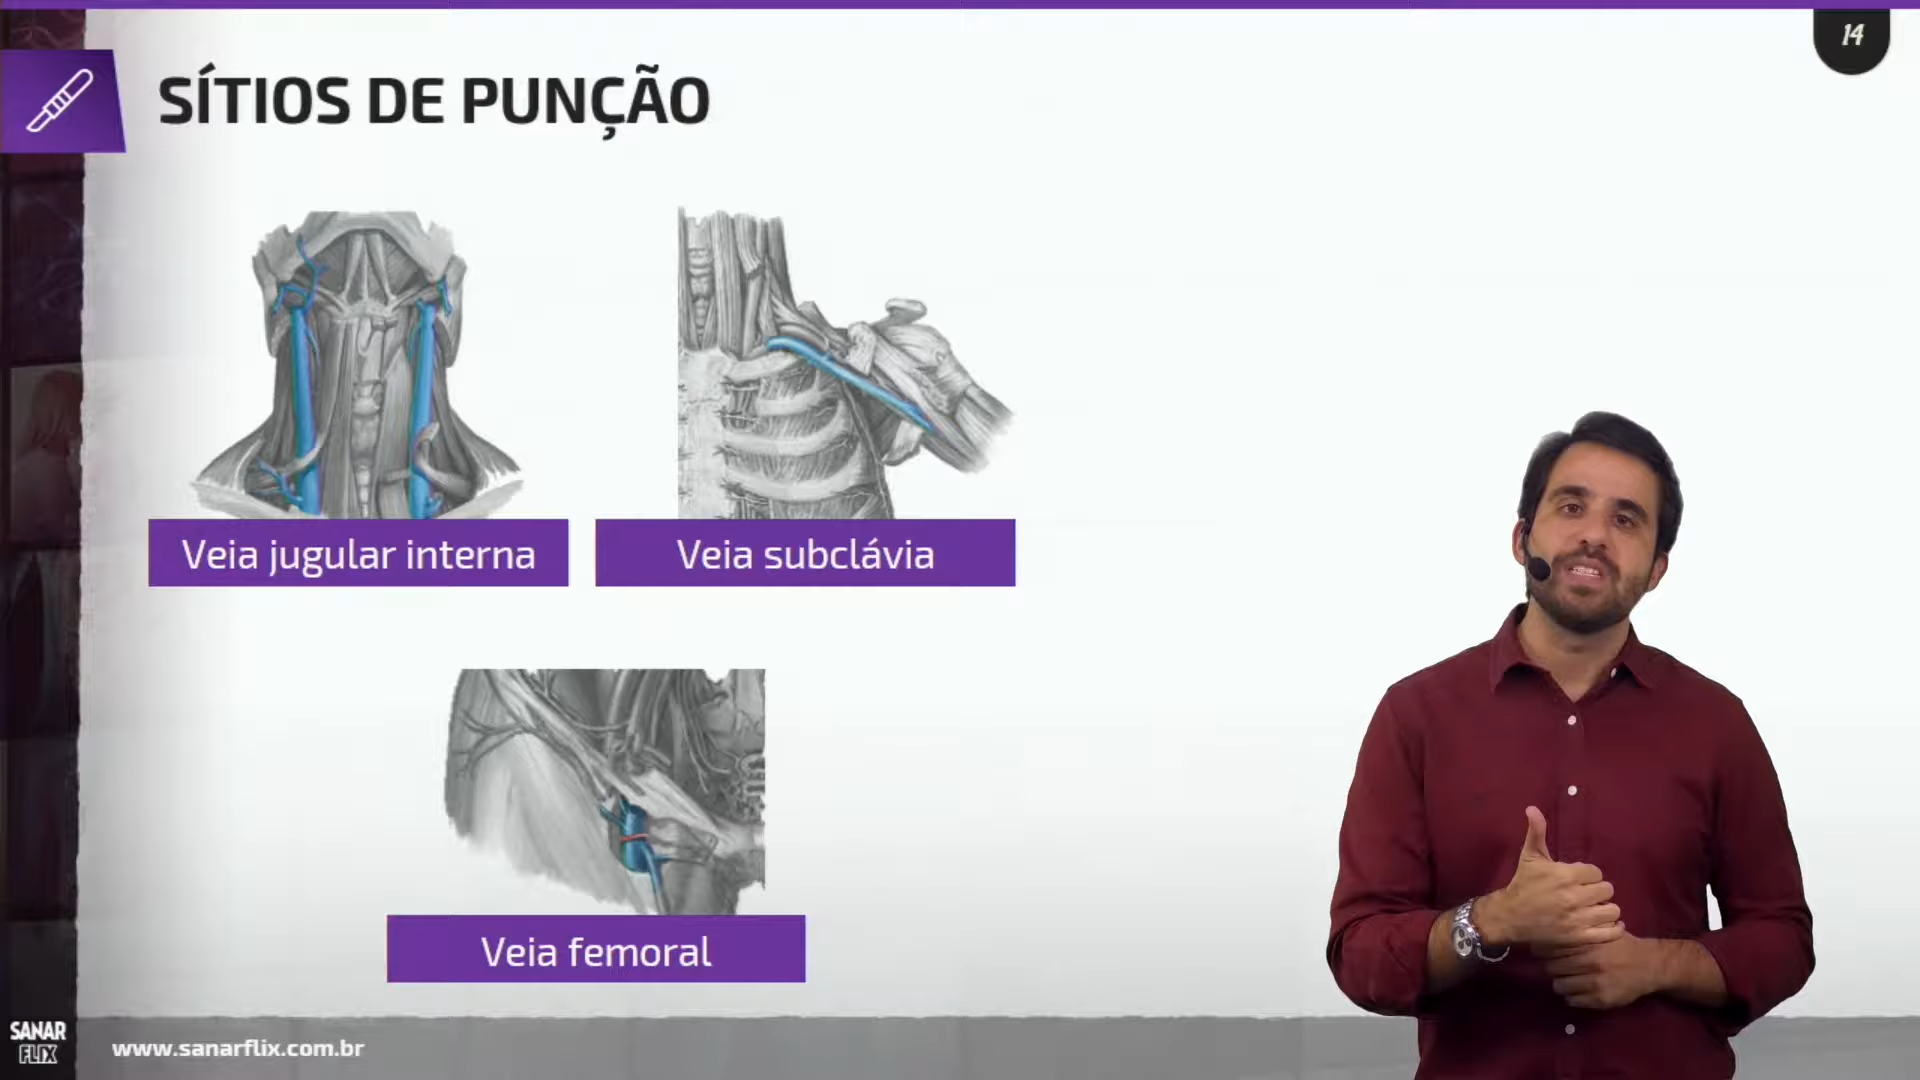 14
SÍTIOS DE PUNÇÃO
Veia jugular interna
Veia subclávia
Veia femoral
SANAR
FLIX
www.sanarflix.com.br